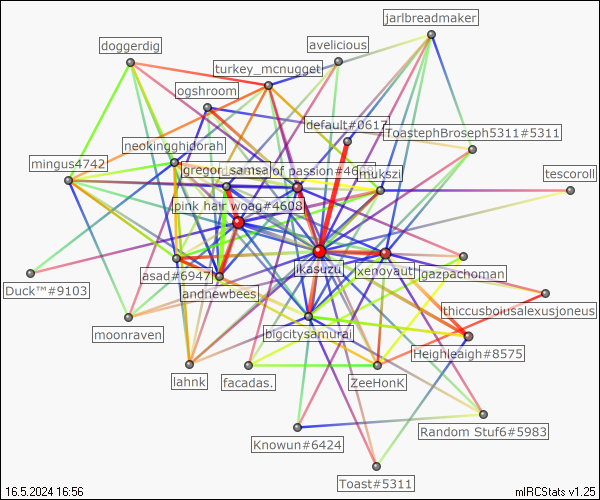 jarlbreadmaker
doggerdig
avelicious
turkey_mcnugget
ogshroom
default#0617
ToastephBroseph5311#5311
neokingghidorah
mingus4742
gregor_samsa
of passion#46
mukszi
tescoroll
pink hair woag#4608
ikasuzu
xenoyaut
gazpachoman
asad#6947
Duck™#9103
andnewbees
thiccusboiusalexusjoneus
moonraven
bigcitysamurai
Heighleaigh#8575
lahnk
facadas.
ZeeHonK
Random Stuf6#5983
Knowun#6424
Toast#5311
16.5.2024 16:56
mIRCStats v1.25